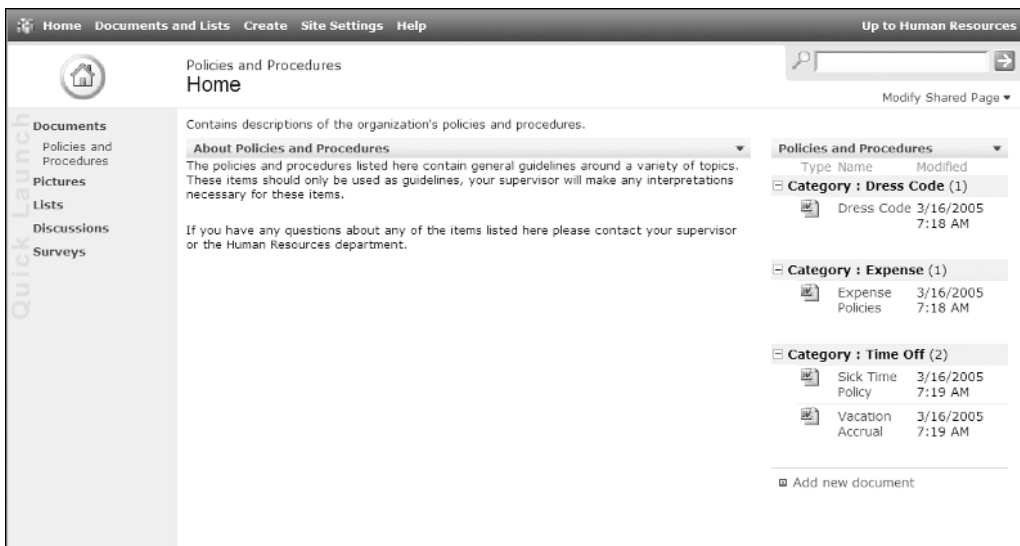 Home Documents and Lists Create Site Settings Help
Up to Human Resources
Policies and Procedures
Home
Modify Shared Page
Quick Launch
Documents
Policies and
Procedures
Pictures
Lists
Discussions
Surveys
Contains descriptions of the organization's policies and procedures.
About Policies and Procedures
The policies and procedures listed here contain general guidelines around a variety of topics.
These items should only be used as guidelines, your supervisor will make any interpretations
necessary for these items.
If you have any questions about any of the items listed here please contact your supervisor
or the Human Resources department.
Policies and Procedures
Type Name Modified
Category : Dress Code (1)
Dress Code 3/16/2005
7:18 AM
Category : Expense (1)
Expense 3/16/2005
Policies 7:18 AM
Category : Time Off (2)
Sick Time 3/16/2005
Policy 7:19 AM
Vacation 3/16/2005
Accrual 7:19 AM
Add new document